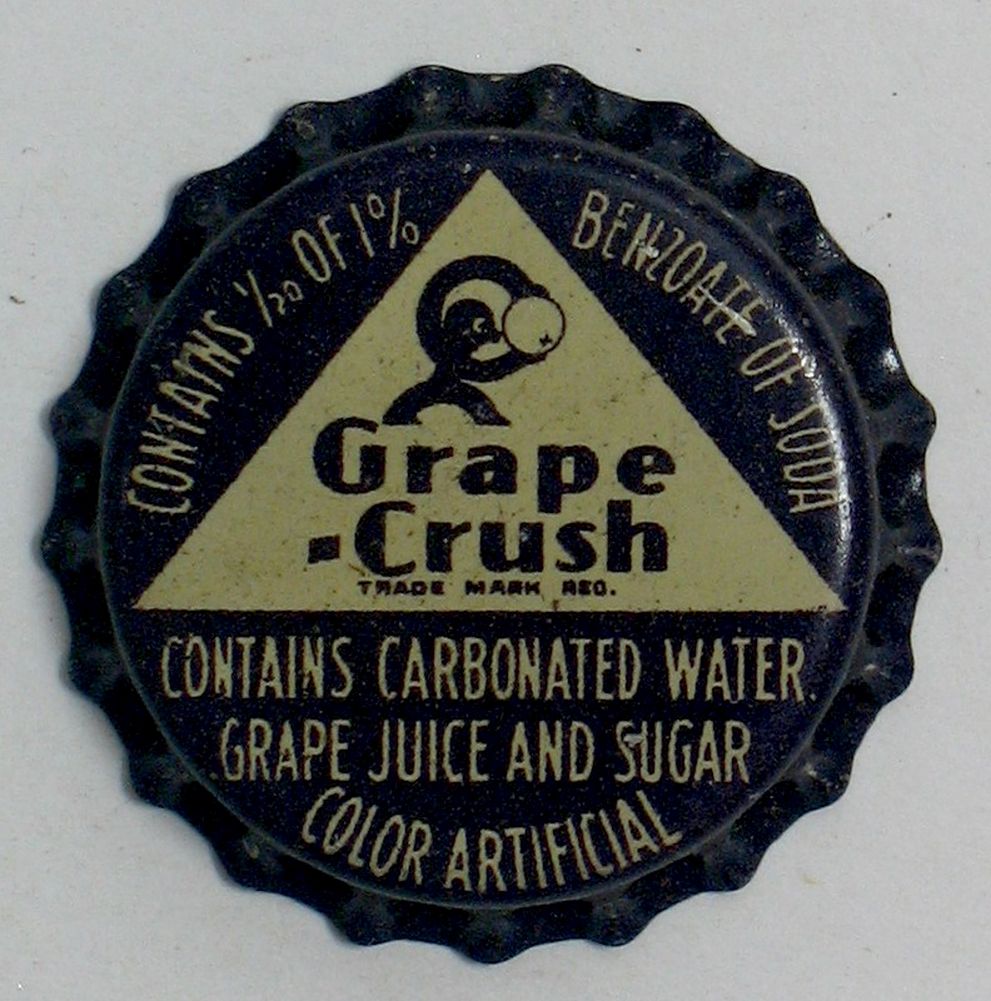 CONTAINS 1/20 OF 1%
BENZOATE OF SODA
Grape
-Crush
TRADE MARK REG.
CONTAINS CARBONATED WATER.
GRAPE JUICE AND SUGAR
COLOR ARTIFICIAL